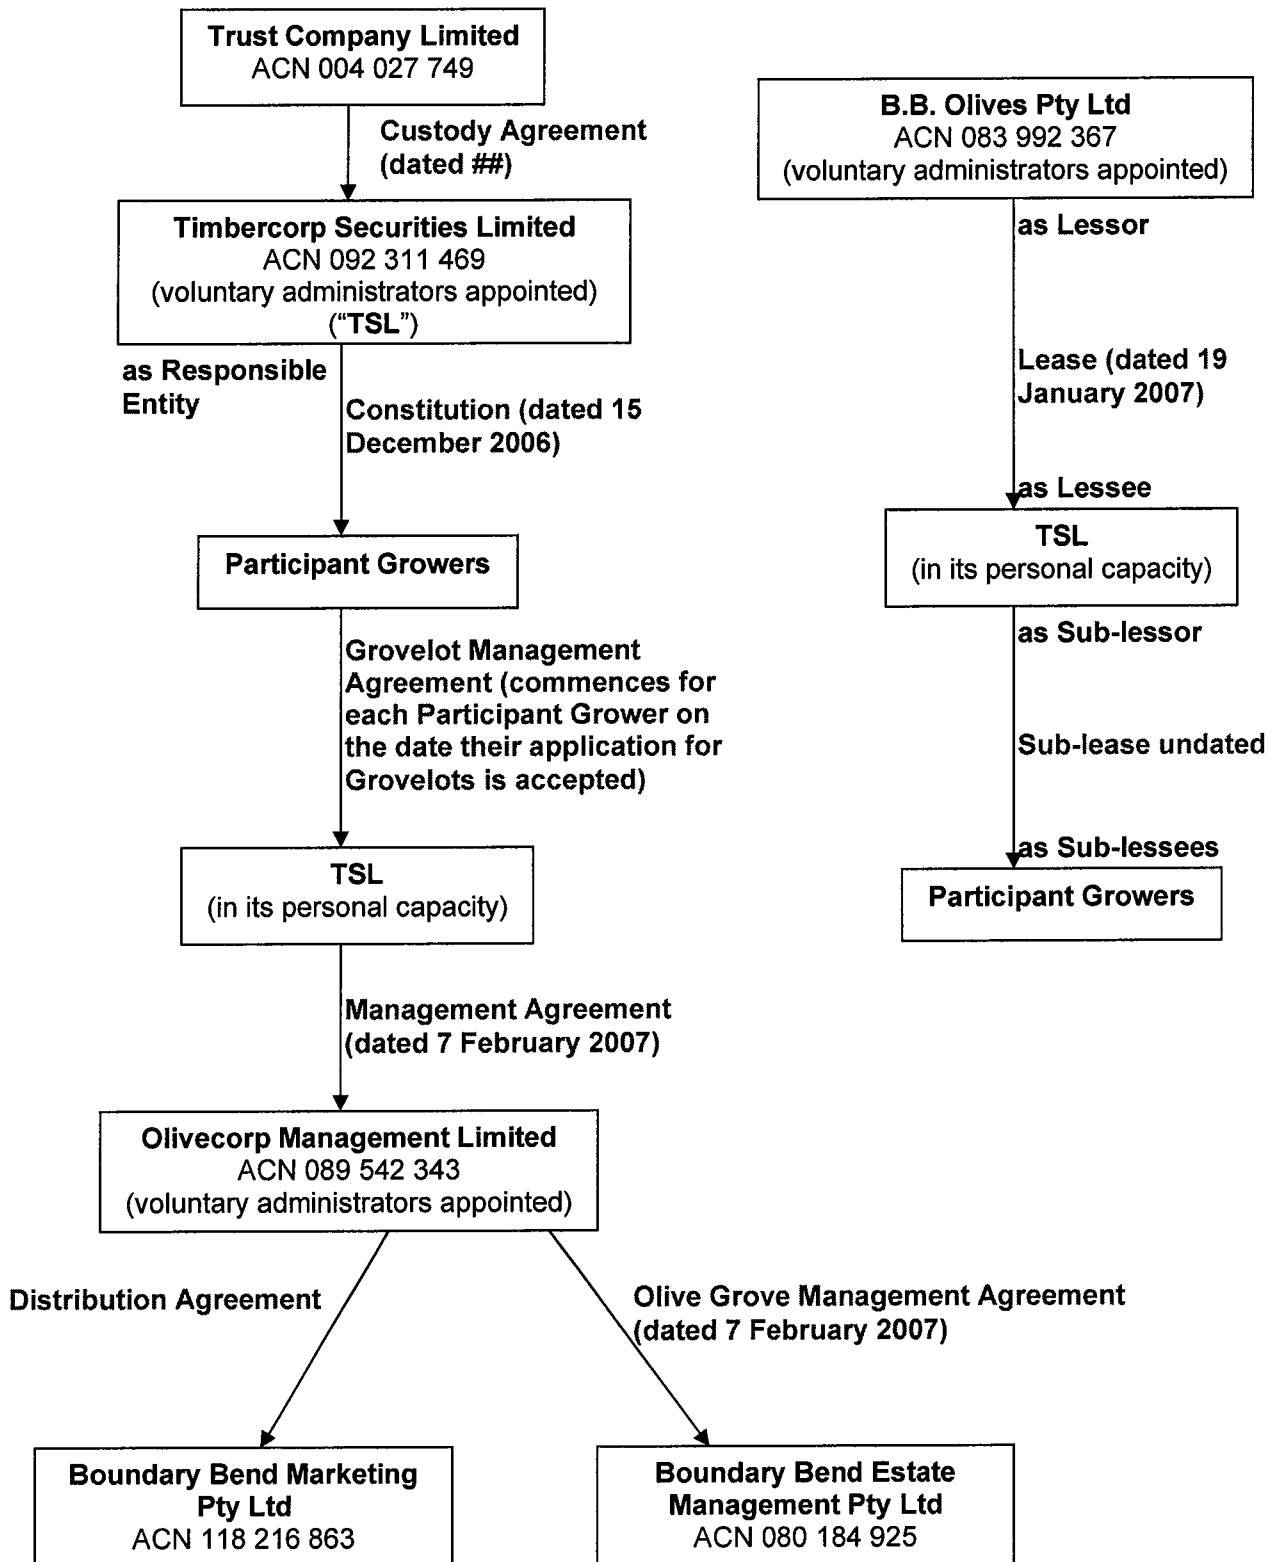 Trust Company Limited
ACN 004 027 749
Custody Agreement
(dated ##)
Timbercorp Securities Limited
ACN 092 311 469
(voluntary administrators appointed)
(“TSL”)
as Responsible
Entity
Constitution (dated 15
December 2006)
Participant Growers
Grovelot Management
Agreement (commences for
each Participant Grower on
the date their application for
Grovelots is accepted)
TSL
(in its personal capacity)
Management Agreement
(dated 7 February 2007)
Olivecorp Management Limited
ACN 089 542 343
(voluntary administrators appointed)
Distribution Agreement
Olive Grove Management Agreement
(dated 7 February 2007)
Boundary Bend Marketing
Pty Ltd
ACN 118 216 863
Boundary Bend Estate
Management Pty Ltd
ACN 080 184 925
B.B. Olives Pty Ltd
ACN 083 992 367
(voluntary administrators appointed)
as Lessor
Lease (dated 19
January 2007)
as Lessee
TSL
(in its personal capacity)
as Sub-lessor
Sub-lease undated
as Sub-lessees
Participant Growers